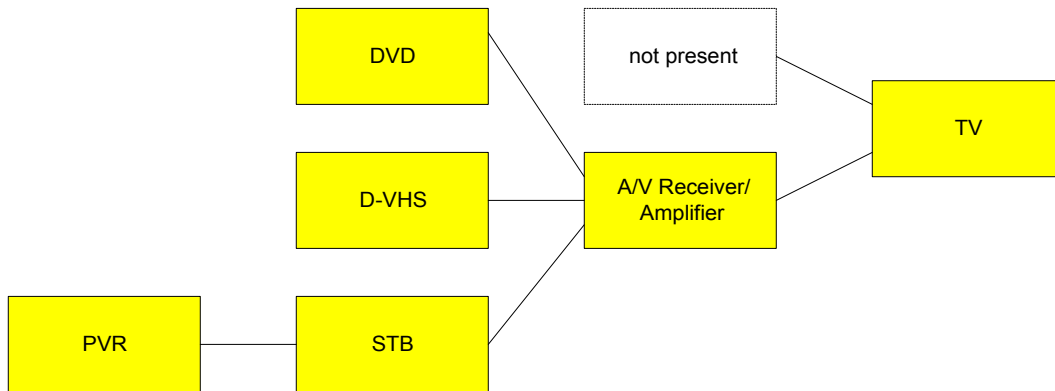 DVD
not present
TV
D-VHS
A/V Receiver/
Amplifier
PVR
STB